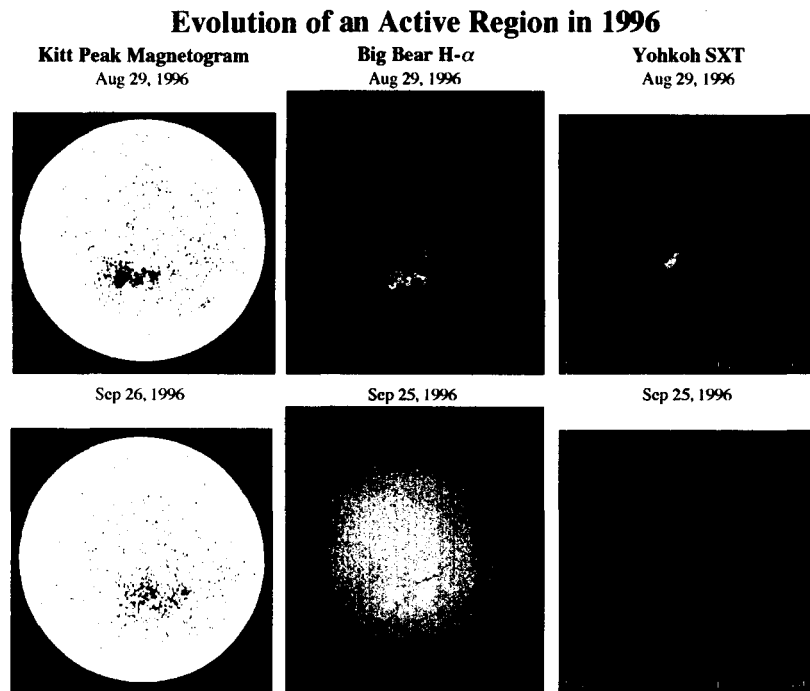 Evolution of an Active Region in 1996
Kitt Peak Magnetogram Big Bear H-α Yohkoh SXT
Aug 29, 1996 Aug 29, 1996 Aug 29, 1996
Sep 26, 1996 Sep 25, 1996 Sep 25, 1996